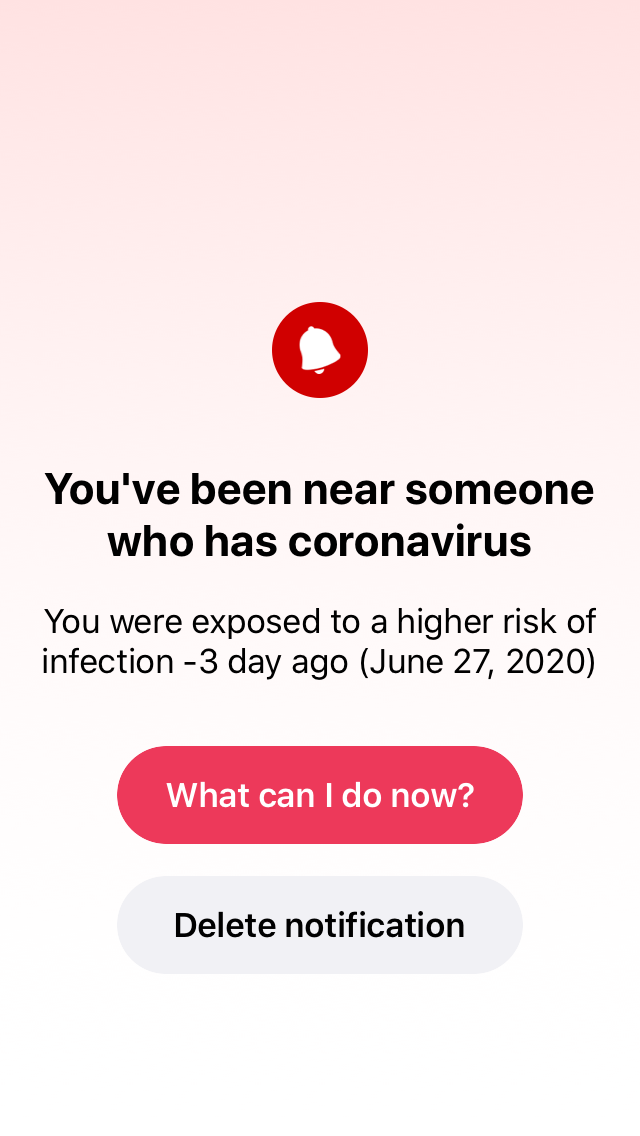 You've been near someone
who has coronavirus
You were exposed to a higher risk of
infection -3 day ago (June 27, 2020)
What can I do now?
Delete notification